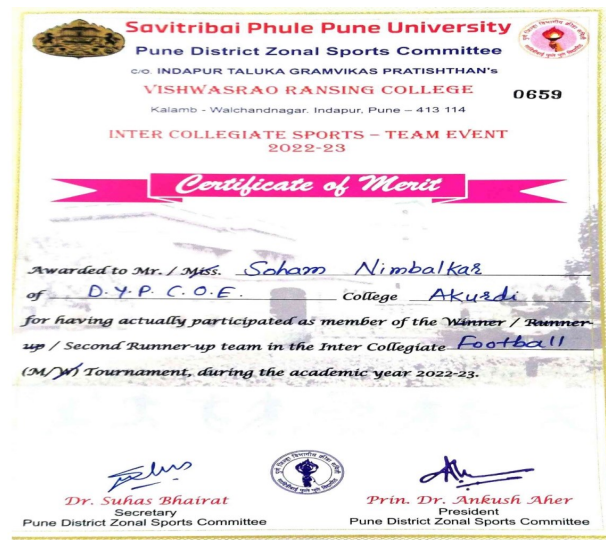 Savitribai Phule Pune University
Pune District Zonal Sports Committee
C/O. INDAPUR TALUKA GRAMVIKAS PRATISHTHAN's
VISHWASRAO RANSING COLLEGE
0659
Kalamb - Walchandnagar. Indapur, Pune – 413 114
INTER COLLEGIATE SPORTS – TEAM EVENT
2022-23
Certificate of Merit
Awarded to Mr. / Miss. Soham Nimbalkar
of D.Y.P.C.O.E. College Akurdi
for having actually participated as member of the Winner / Runner-
up / Second Runner-up team in the Inter Collegiate Football
(M/W) Tournament, during the academic year 2022-23.
Dr. Suhas Bhairat
Secretary
Pune District Zonal Sports Committee
Prin. Dr. Ankush Aher
President
Pune District Zonal Sports Committee